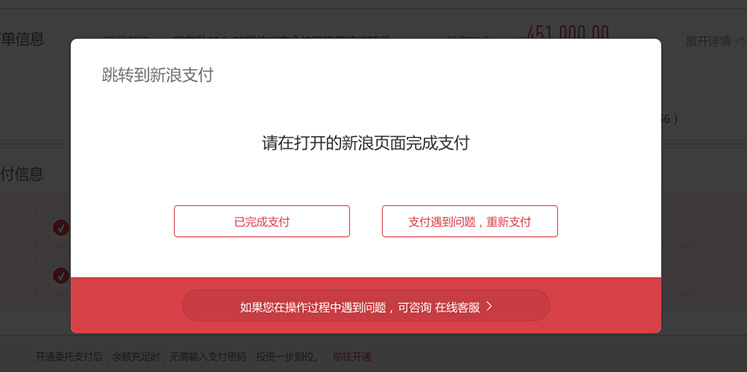 单信息
451,000.00
展开详情
跳转到新浪支付
请在打开的新浪页面完成支付
付信息
已完成支付
支付遇到问题，重新支付
如果您在操作过程中遇到问题，可咨询 在线客服
开通委托支付后，余额充足时，无需输入支付密码，投资一步到位。 前往开通